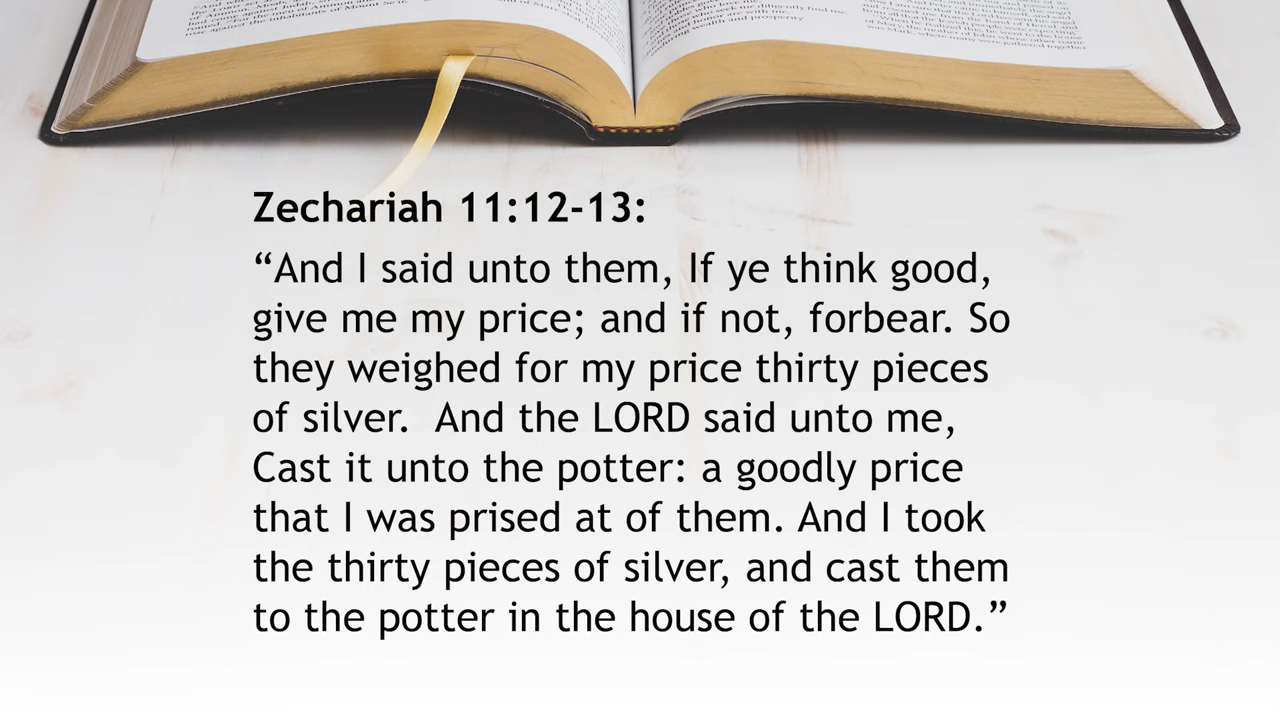 Zechariah 11:12-13:
“And I said unto them, If ye think good,
give me my price; and if not, forbear. So
they weighed for my price thirty pieces
of silver.  And the LORD said unto me,
Cast it unto the potter: a goodly price
that I was prised at of them. And I took
the thirty pieces of silver, and cast them
to the potter in the house of the LORD.”